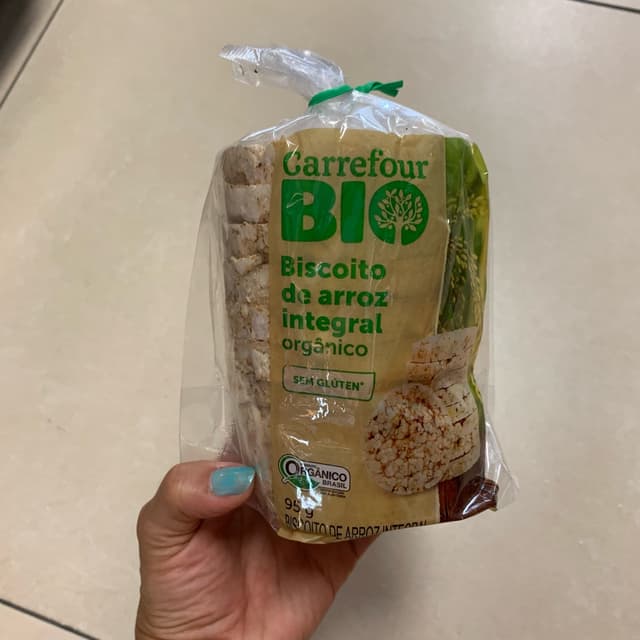 Carrefour
BIO
Biscoito
de arroz
integral
orgânico
SEM GLÚTEN*
ORGÂNICO
BRASIL
95 g
BISCOITO DE ARROZ INTEGRAL